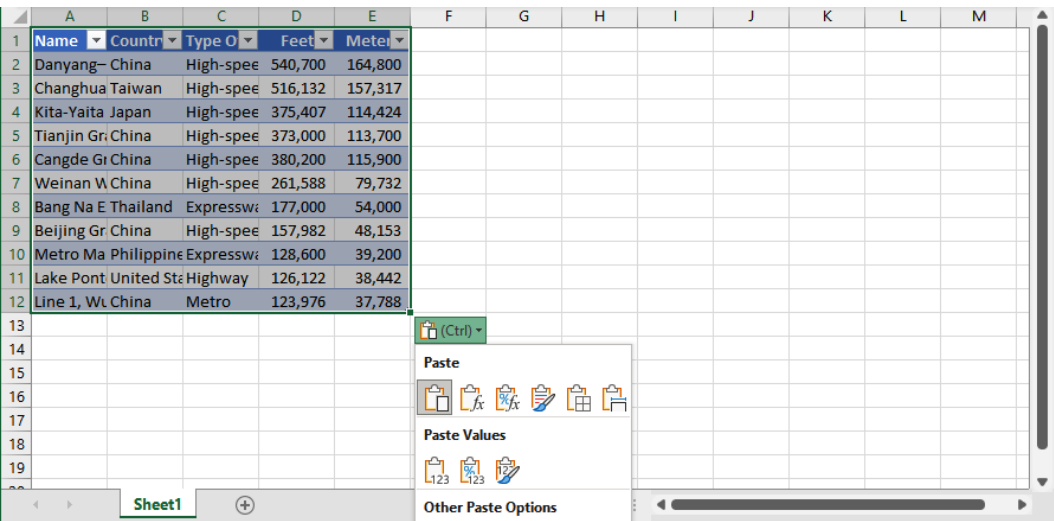 A B C D E F G H I J K L M
1 Name Countr Type O Feet Meter
2 Danyang– China High-spee 540,700 164,800
3 Changhua Taiwan High-spee 516,132 157,317
4 Kita-Yaita Japan High-spee 375,407 114,424
5 Tianjin Gra China High-spee 373,000 113,700
6 Cangde Gr China High-spee 380,200 115,900
7 Weinan W China High-spee 261,588 79,732
8 Bang Na E Thailand Expresswa 177,000 54,000
9 Beijing Gr China High-spee 157,982 48,153
10 Metro Ma Philippine Expresswa 128,600 39,200
11 Lake Pont United Sta Highway 126,122 38,442
12 Line 1, Wu China Metro 123,976 37,788
13 (Ctrl)
14
Paste
15
16
17
Paste Values
18
19
123 123 123
Sheet1
Other Paste Options